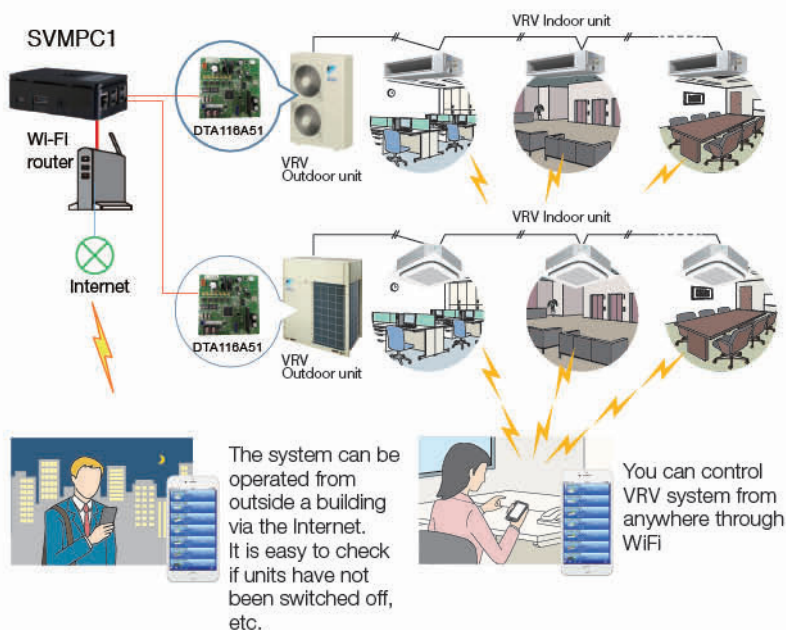 SVMPC1
VRV Indoor unit
DTA116A51
VRV
Outdoor unit
Wi-Fi
router
VRV Indoor unit
Internet
DTA116A51
VRV
Outdoor unit
The system can be
operated from
outside a building
via the Internet.
It is easy to check
if units have not
been switched off,
etc.
You can control
VRV system from
anywhere through
WiFi